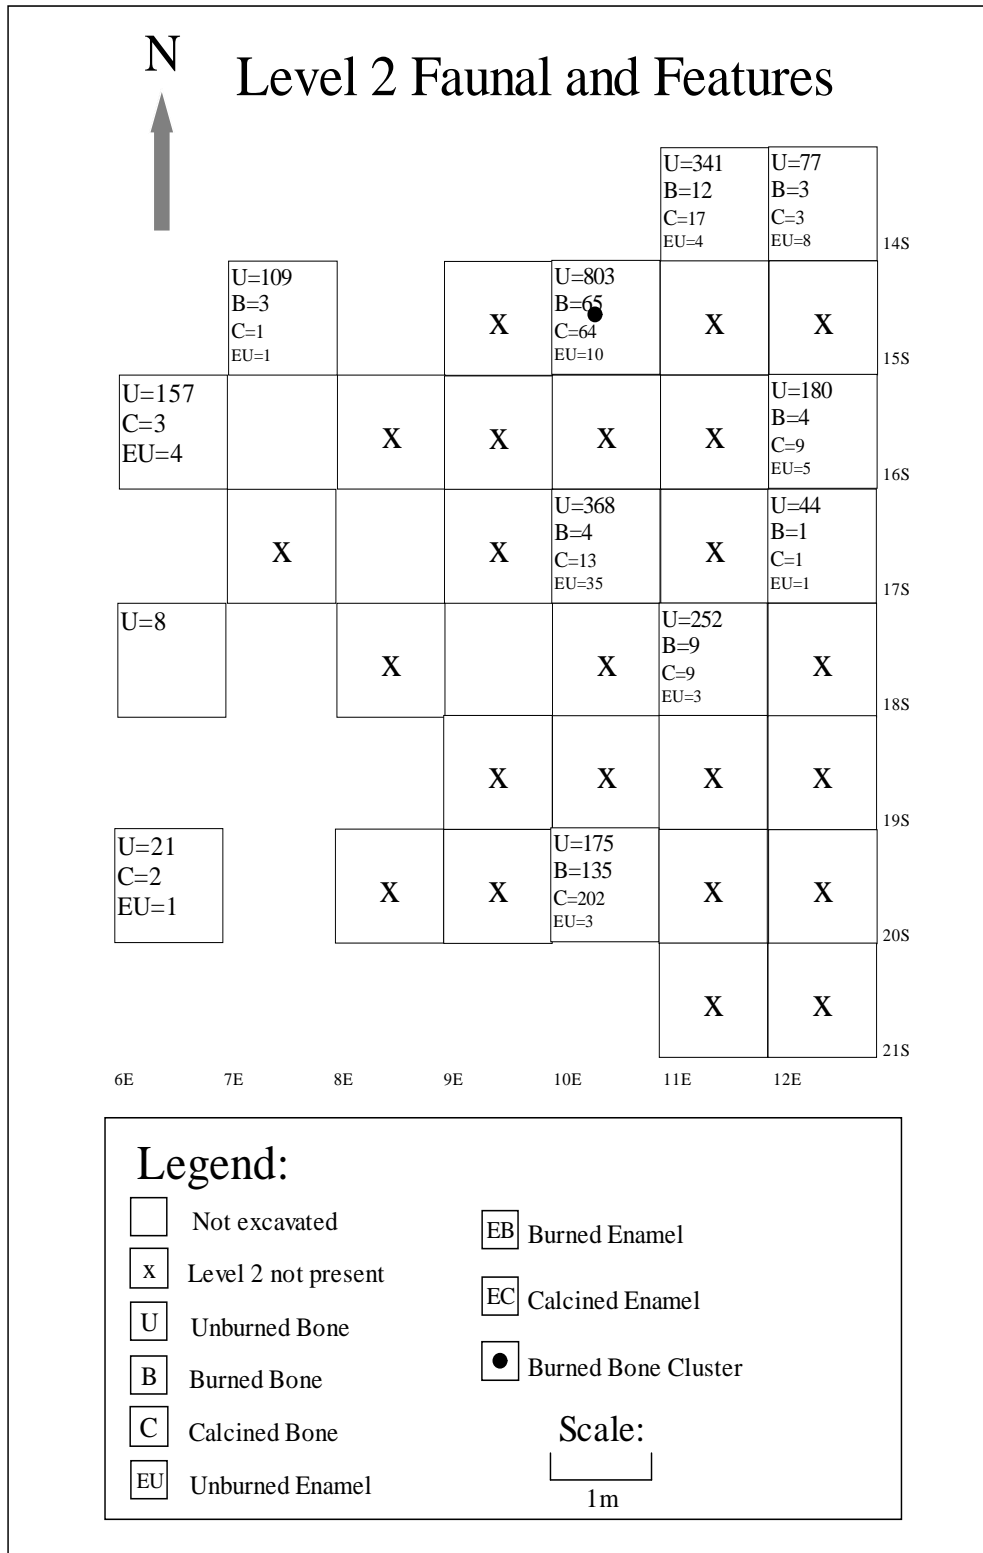 N
Level 2 Faunal and Features
U=341
B=12
C=17
EU=4
U=77
B=3
C=3
EU=8
14S
U=109
B=3
C=1
EU=1
x
U=803
B=65
C=64
EU=10
x
x
15S
U=157
C=3
EU=4
x
x
x
x
U=180
B=4
C=9
EU=5
16S
x
x
U=368
B=4
C=13
EU=35
x
U=44
B=1
C=1
EU=1
17S
U=8
x
x
U=252
B=9
C=9
EU=3
x
18S
x
x
x
x
19S
U=21
C=2
EU=1
x
x
U=175
B=135
C=202
EU=3
x
x
20S
x
x
21S
6E 7E 8E 9E 10E 11E 12E
Legend:
Not excavated
x Level 2 not present
U Unburned Bone
B Burned Bone
C Calcined Bone
EU Unburned Enamel
EB Burned Enamel
EC Calcined Enamel
Burned Bone Cluster
Scale:
1m